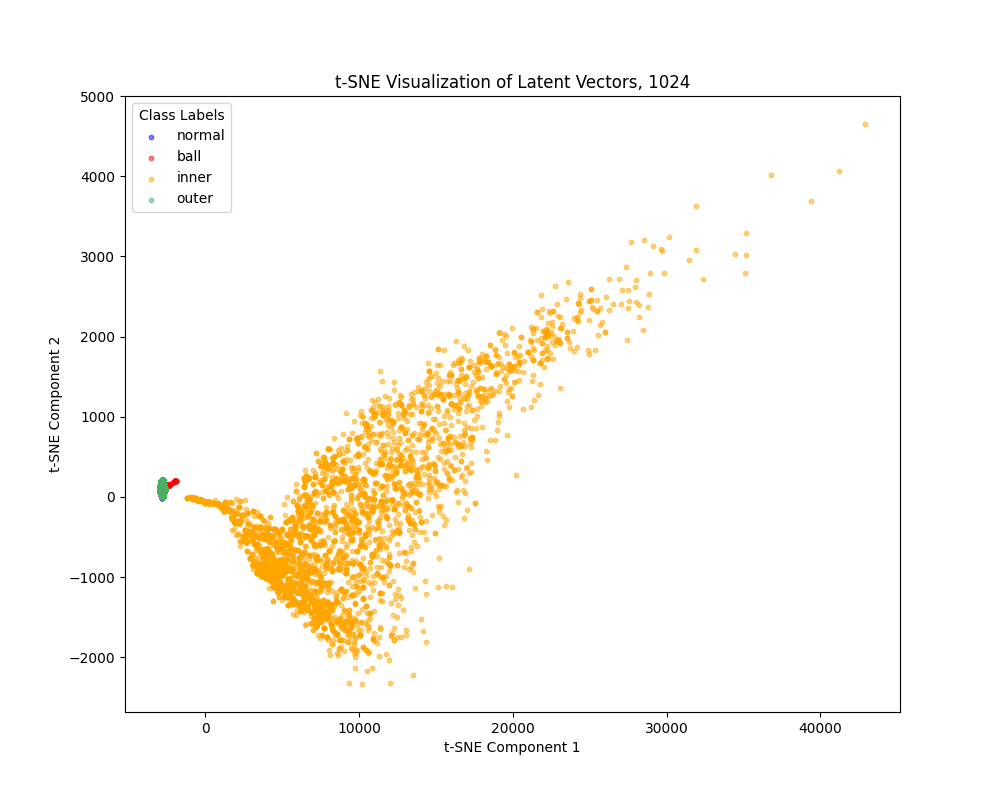 t-SNE Visualization of Latent Vectors, 1024
Class Labels
normal
ball
inner
outer
5000
4000
3000
2000
1000
0
−1000
−2000
t-SNE Component 2
0
10000
20000
30000
40000
t-SNE Component 1